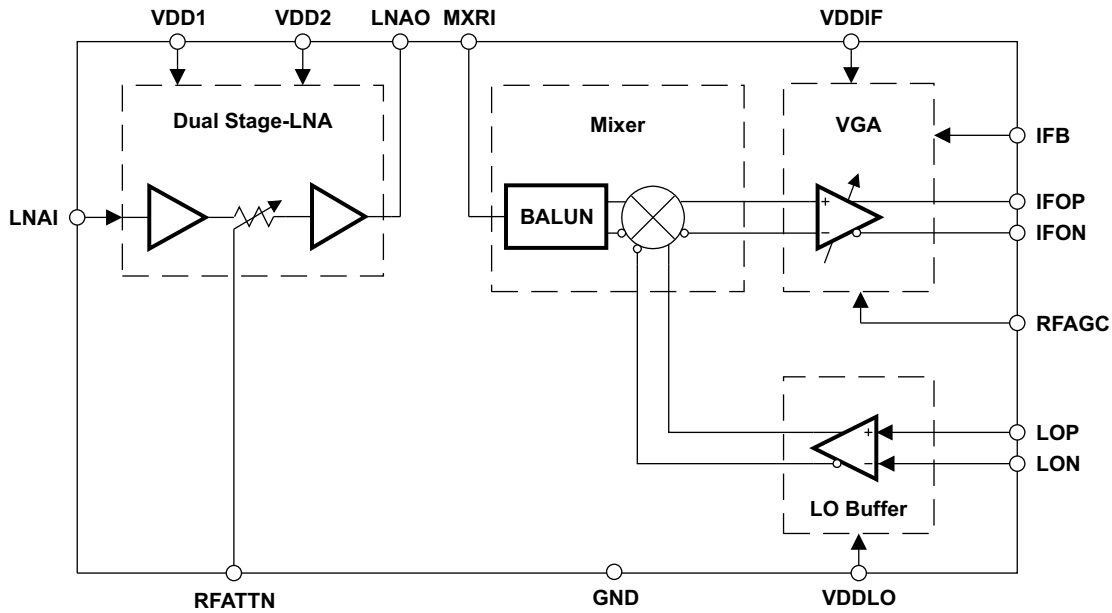 VDD1
VDD2
LNAO
MXRI
VDDIF
Dual Stage-LNA
Mixer
VGA
IFB
LNAI
BALUN
+
−
IFOP
IFON
RFAGC
+
−
LOP
LON
LO Buffer
RFATTN
GND
VDDLO